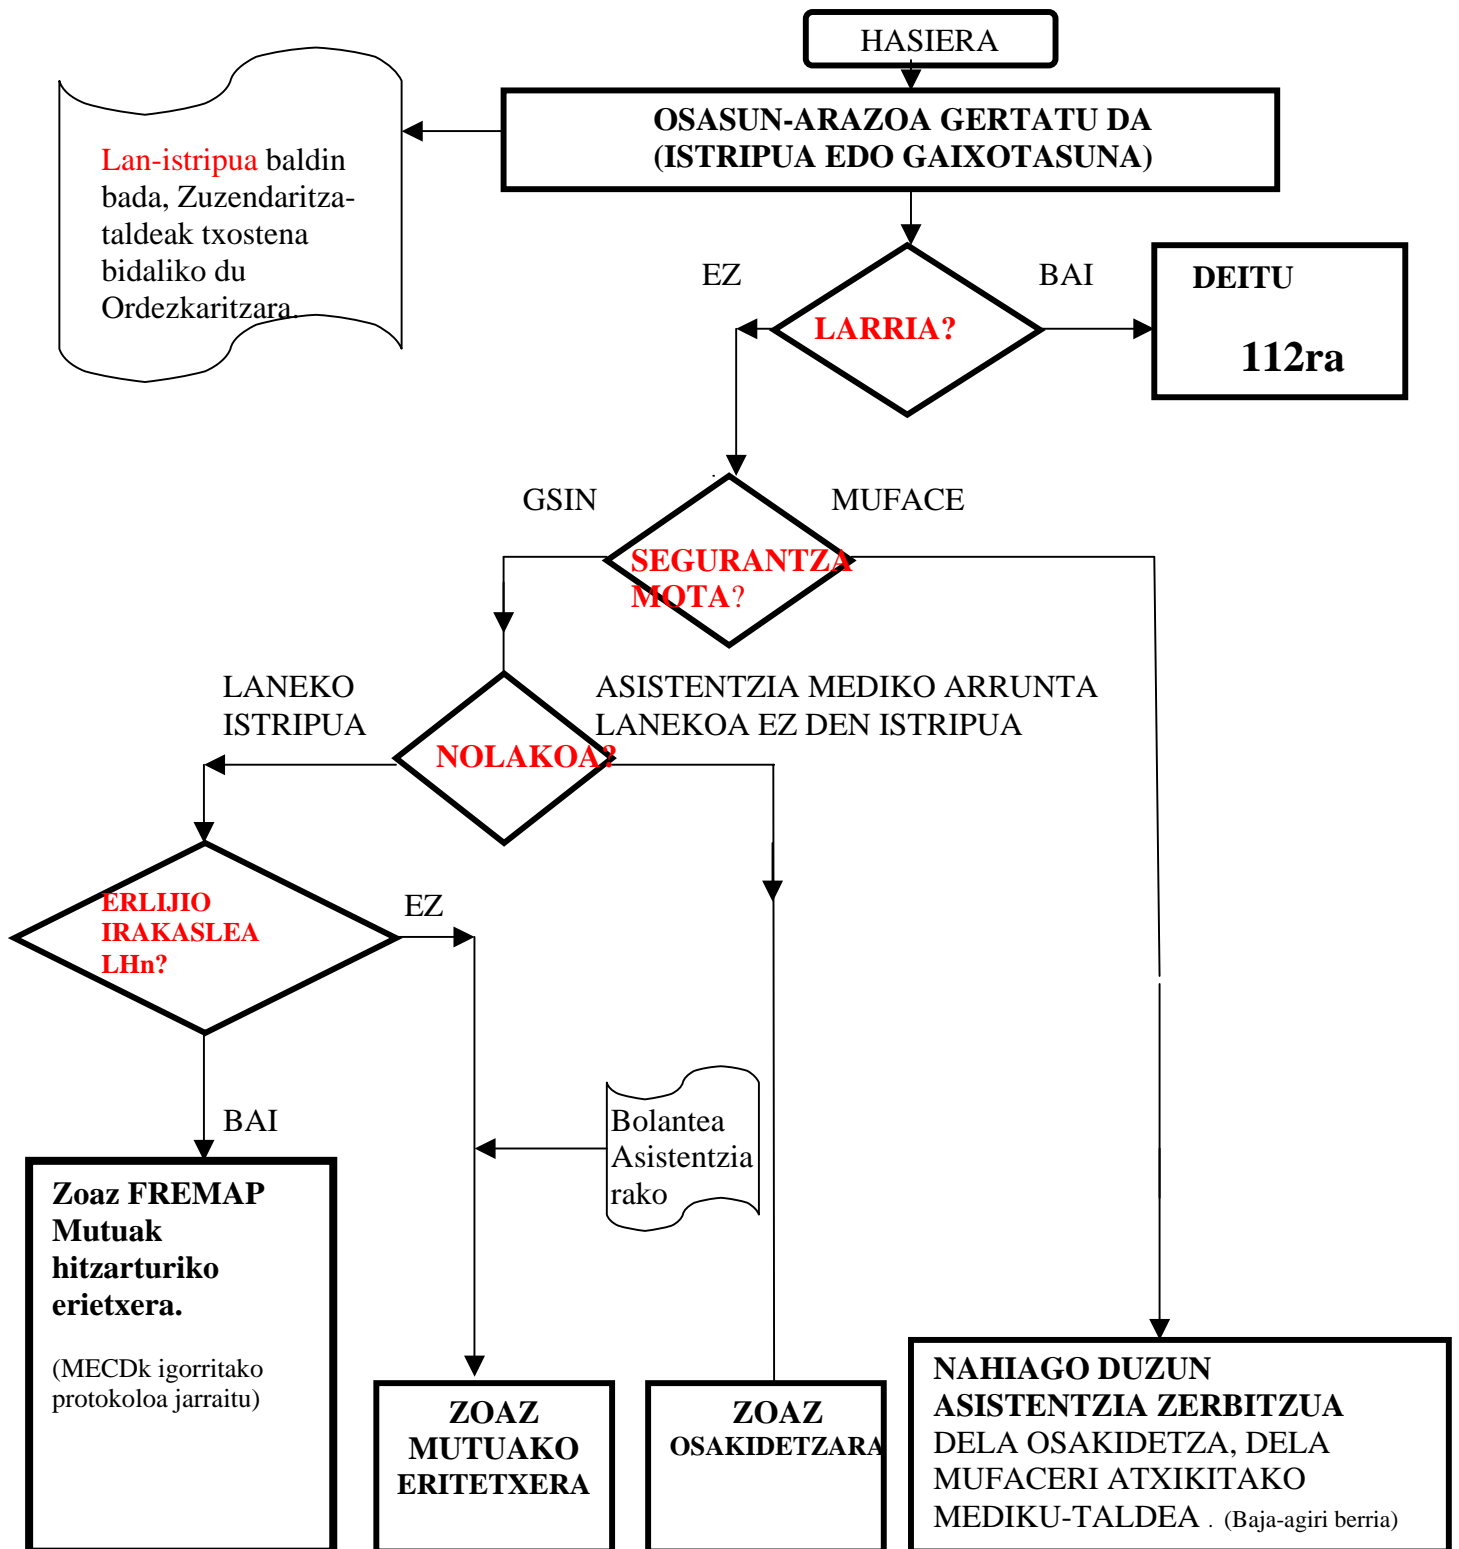 HASIERA
OSASUN-ARAZOA GERTATU DA
(ISTRIPUA EDO GAIXOTASUNA)
Lan-istripua baldin
bada, Zuzendaritza-
taldeak txostena
bidaliko du
Ordezkaritzara.
EZ
BAI
LARRIA?
DEITU
112ra
GSIN
MUFACE
SEGURANTZA
MOTA?
LANEKO
ISTRIPUA
ASISTENTZIA MEDIKO ARRUNTA
LANEKOA EZ DEN ISTRIPUA
NOLAKOA?
ERLIJIO
IRAKASLEA
LHn?
EZ
BAI
Bolantea
Asistentzia
rako
Zoaz FREMAP
Mutuak
hitzarturiko
erietxera.
(MECDk igorritako
protokoloa jarraitu)
ZOAZ
MUTUAKO
ERITETXERA
ZOAZ
OSAKIDETZARA
NAHIAGO DUZUN
ASISTENTZIA ZERBITZUA
DELA OSAKIDETZA, DELA
MUFACERI ATXIKITAKO
MEDIKU-TALDEA . (Baja-agiri berria)